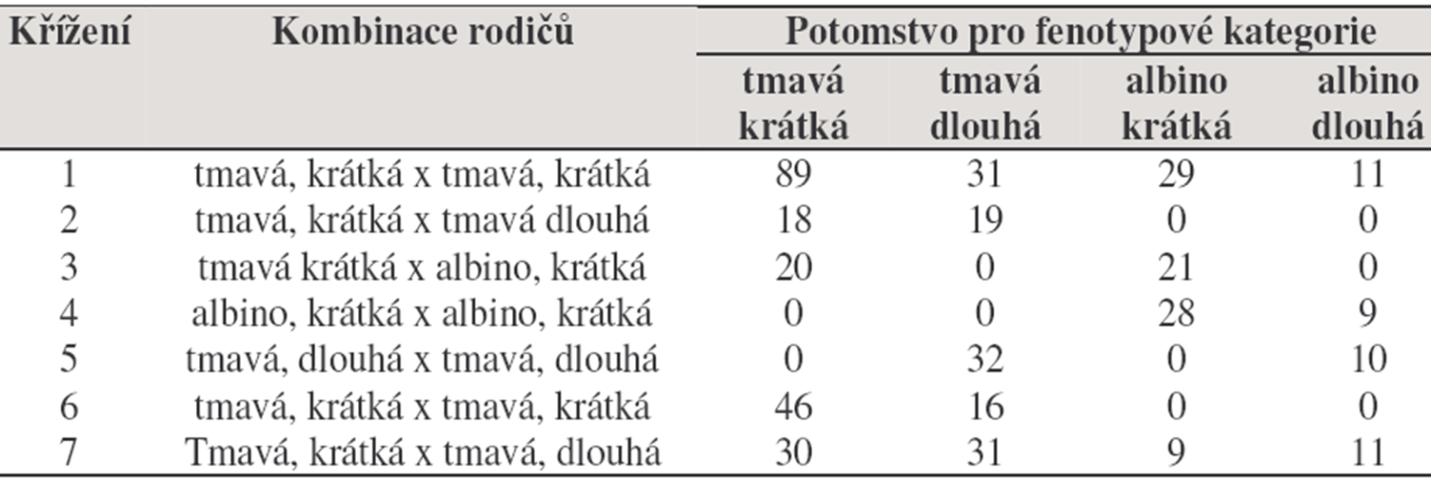 Křížení Kombinace rodičů Potomstvo pro fenotypové kategorie
tmavá tmavá albino albino
krátká dlouhá krátká dlouhá
1 tmavá, krátká x tmavá, krátká 89 31 29 11
2 tmavá, krátká x tmavá dlouhá 18 19 0 0
3 tmavá krátká x albino, krátká 20 0 21 0
4 albino, krátká x albino, krátká 0 0 28 9
5 tmavá, dlouhá x tmavá, dlouhá 0 32 0 10
6 tmavá, krátká x tmavá, krátká 46 16 0 0
7 Tmavá, krátká x tmavá, dlouhá 30 31 9 11